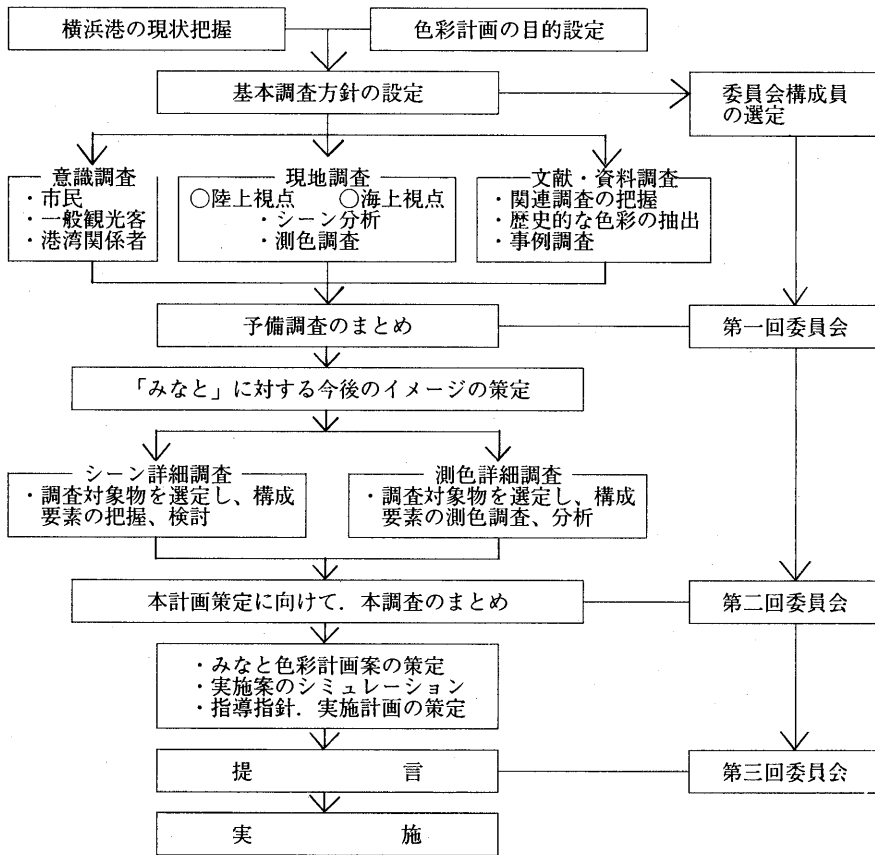 横浜港の現状把握
色彩計画の目的設定
基本調査方針の設定
委員会構成員
の選定
意識調査
・市民
・一般観光客
・港湾関係者
現地調査
○陸上視点 ○海上視点
・シーン分析
・測色調査
文献・資料調査
・関連調査の把握
・歴史的な色彩の抽出
・事例調査
予備調査のまとめ
第一回委員会
「みなと」に対する今後のイメージの策定
シーン詳細調査
・調査対象物を選定し、構成
要素の把握、検討
測色詳細調査
・調査対象物を選定し、構成
要素の測色調査、分析
本計画策定に向けて．本調査のまとめ
第二回委員会
・みなと色彩計画案の策定
・実施案のシミュレーション
・指導指針．実施計画の策定
提 言
第三回委員会
実 施